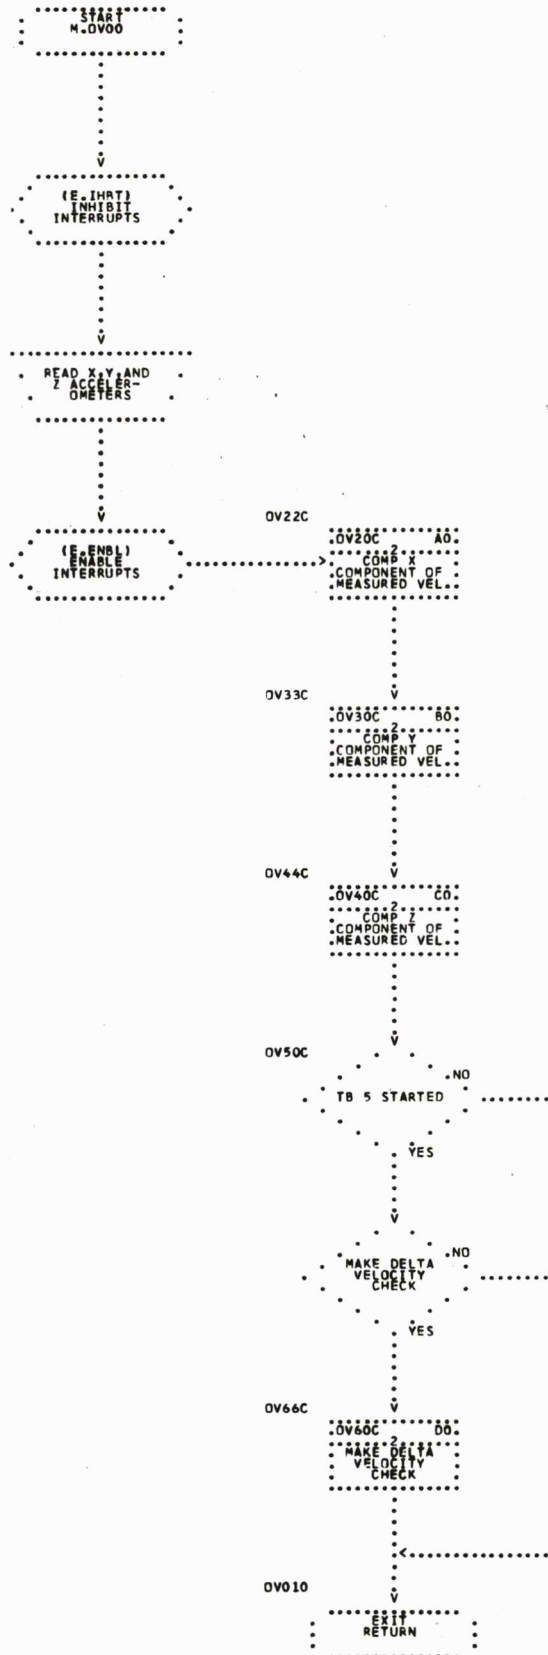 START
M.OV00
(E.IHRT)
INHIBIT
INTERRUPTS
READ X,Y,AND
Z ACCELER-
OMETERS
(E.ENBL)
ENABLE
INTERRUPTS
OV22C
OV20C A0
2
COMP X
COMPONENT OF
MEASURED VEL.
OV33C
OV30C B0
2
COMP Y
COMPONENT OF
MEASURED VEL.
OV44C
OV40C C0
2
COMP Z
COMPONENT OF
MEASURED VEL.
OV50C
NO
TB 5 STARTED
YES
NO
MAKE DELTA
VELOCITY
CHECK
YES
OV66C
OV60C D0
2
MAKE DELTA
VELOCITY
CHECK
OV010
EXIT
RETURN